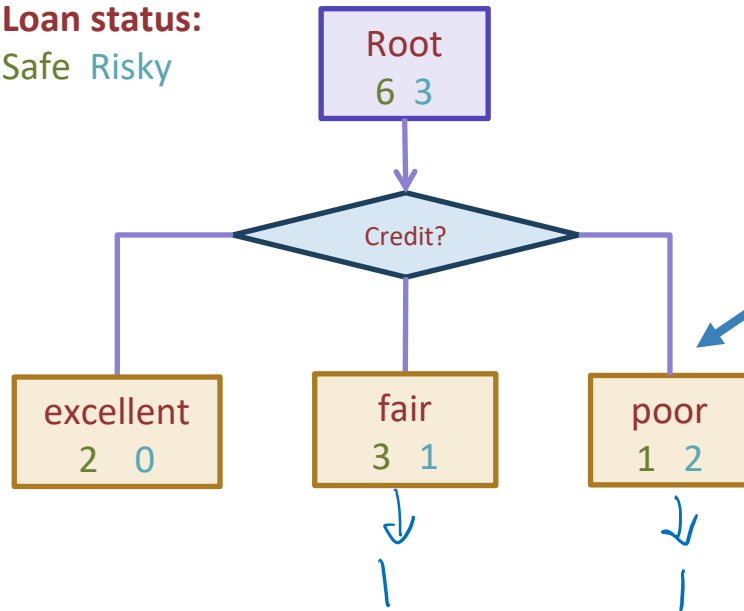 Loan status:
Safe Risky
Root
6 3
Credit?
excellent
2 0
fair
3 1
poor
1 2